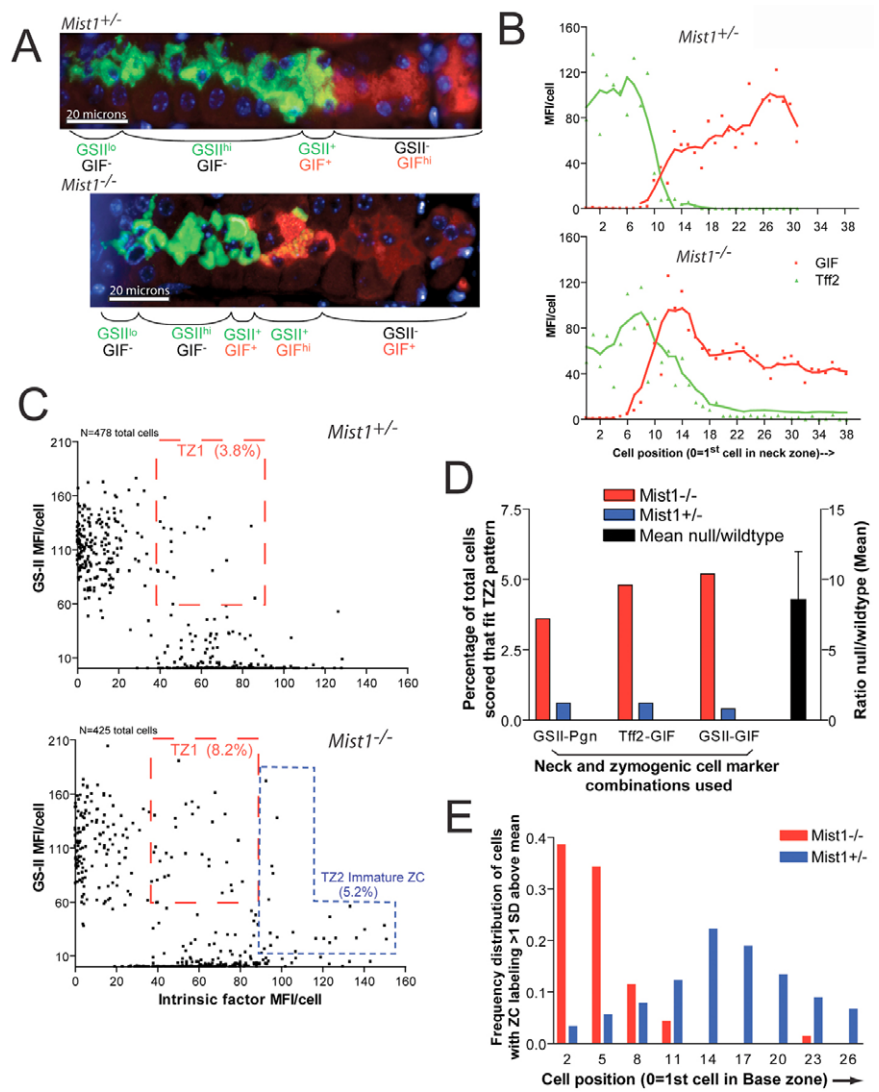 A
Mist1+/-
20 microns
GSIIlo GSIIhi GSII+ GSII-
GIF- GIF- GIF+ GIFhi
Mist1-/-
20 microns
GSIIlo GSIIhi GSII+ GSII+ GSII-
GIF- GIF- GIF+ GIFhi GIF+
B
Mist1+/-
MFI/cell
160
120
80
40
0
2 6 10 14 18 22 26 30 34 38
Mist1-/-
MFI/cell
160
120
80
40
0
GIF
Tff2
2 6 10 14 18 22 26 30 34 38
Cell position (0=1st cell in neck zone)-->
C
N=478 total cells
Mist1+/-
TZ1 (3.8%)
GS-II MFI/cell
210
160
110
60
10
0 20 40 60 80 100 120 140 160
N=425 total cells
Mist1-/-
TZ1 (8.2%)
TZ2 Immature ZC
(5.2%)
GS-II MFI/cell
210
160
110
60
10
0 20 40 60 80 100 120 140 160
Intrinsic factor MFI/cell
D
Mist1-/-
Mist1+/-
Mean null/wildtype
Percentage of total cells
scored that fit TZ2 pattern
7.5
5.0
2.5
0.0
15
10
5
0
Ratio null/wildtype (Mean)
GSII-Pgn Tff2-GIF GSII-GIF
Neck and zymogenic cell marker
combinations used
E
Mist1-/-
Mist1+/-
Frequency distribution of cells
with ZC labeling >1 SD above mean
0.4
0.3
0.2
0.1
0.0
2 5 8 11 14 17 20 23 26
Cell position (0=1st cell in Base zone)